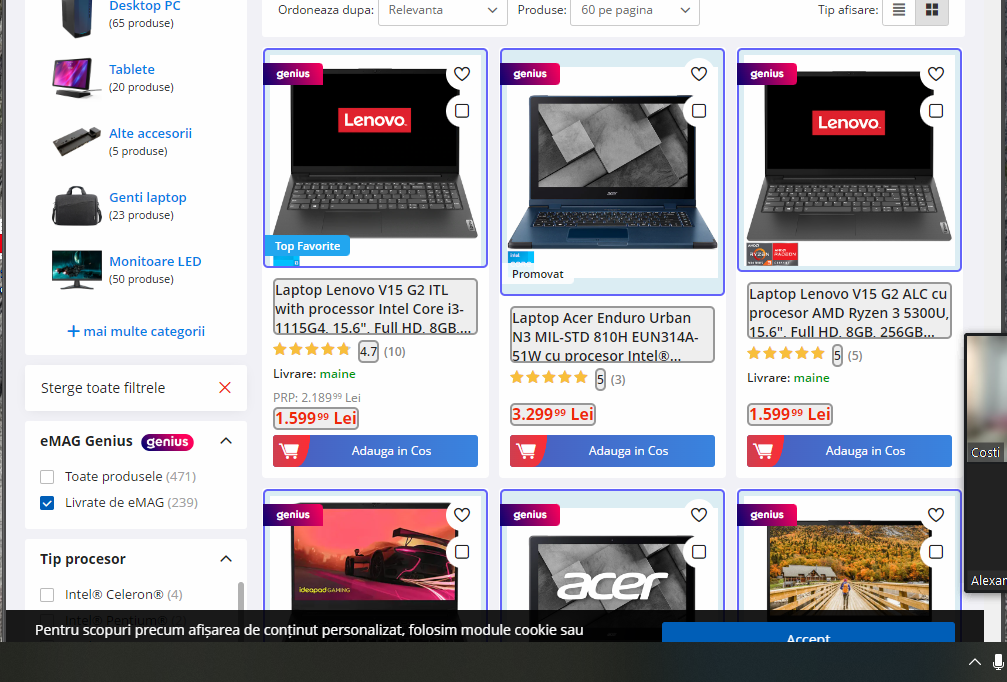 Desktop PC
(65 produse)
Tablete
(20 produse)
Alte accesorii
(5 produse)
Genti laptop
(23 produse)
Monitoare LED
(50 produse)
+ mai multe categorii
Sterge toate filtrele
eMAG Genius genius
Toate produsele (471)
Livrate de eMAG (239)
Tip procesor
Intel® Celeron® (4)
Ordoneaza dupa: Relevanta
Produse: 60 pe pagina
Tip afisare:
genius
Lenovo
Top Favorite
Laptop Lenovo V15 G2 ITL
with processor Intel Core i3-
1115G4, 15.6", Full HD, 8GB,...
4.7 (10)
Livrare: maine
PRP: 2.189⁹⁹ Lei
1.599⁹⁹ Lei
Adauga in Cos
genius
acer
intel
Promovat
Laptop Acer Enduro Urban
N3 MIL-STD 810H EUN314A-
51W cu procesor Intel®...
5 (3)
3.299⁹⁹ Lei
Adauga in Cos
genius
Lenovo
AMD
RYZEN
AMD
RADEON
Laptop Lenovo V15 G2 ALC cu
procesor AMD Ryzen 3 5300U,
15.6", Full HD, 8GB, 256GB...
5 (5)
Livrare: maine
1.599⁹⁹ Lei
Adauga in Cos
genius
ideapad GAMING
genius
acer
genius
Costi
Alexan
Pentru scopuri precum afișarea de conținut personalizat, folosim module cookie sau
Accept